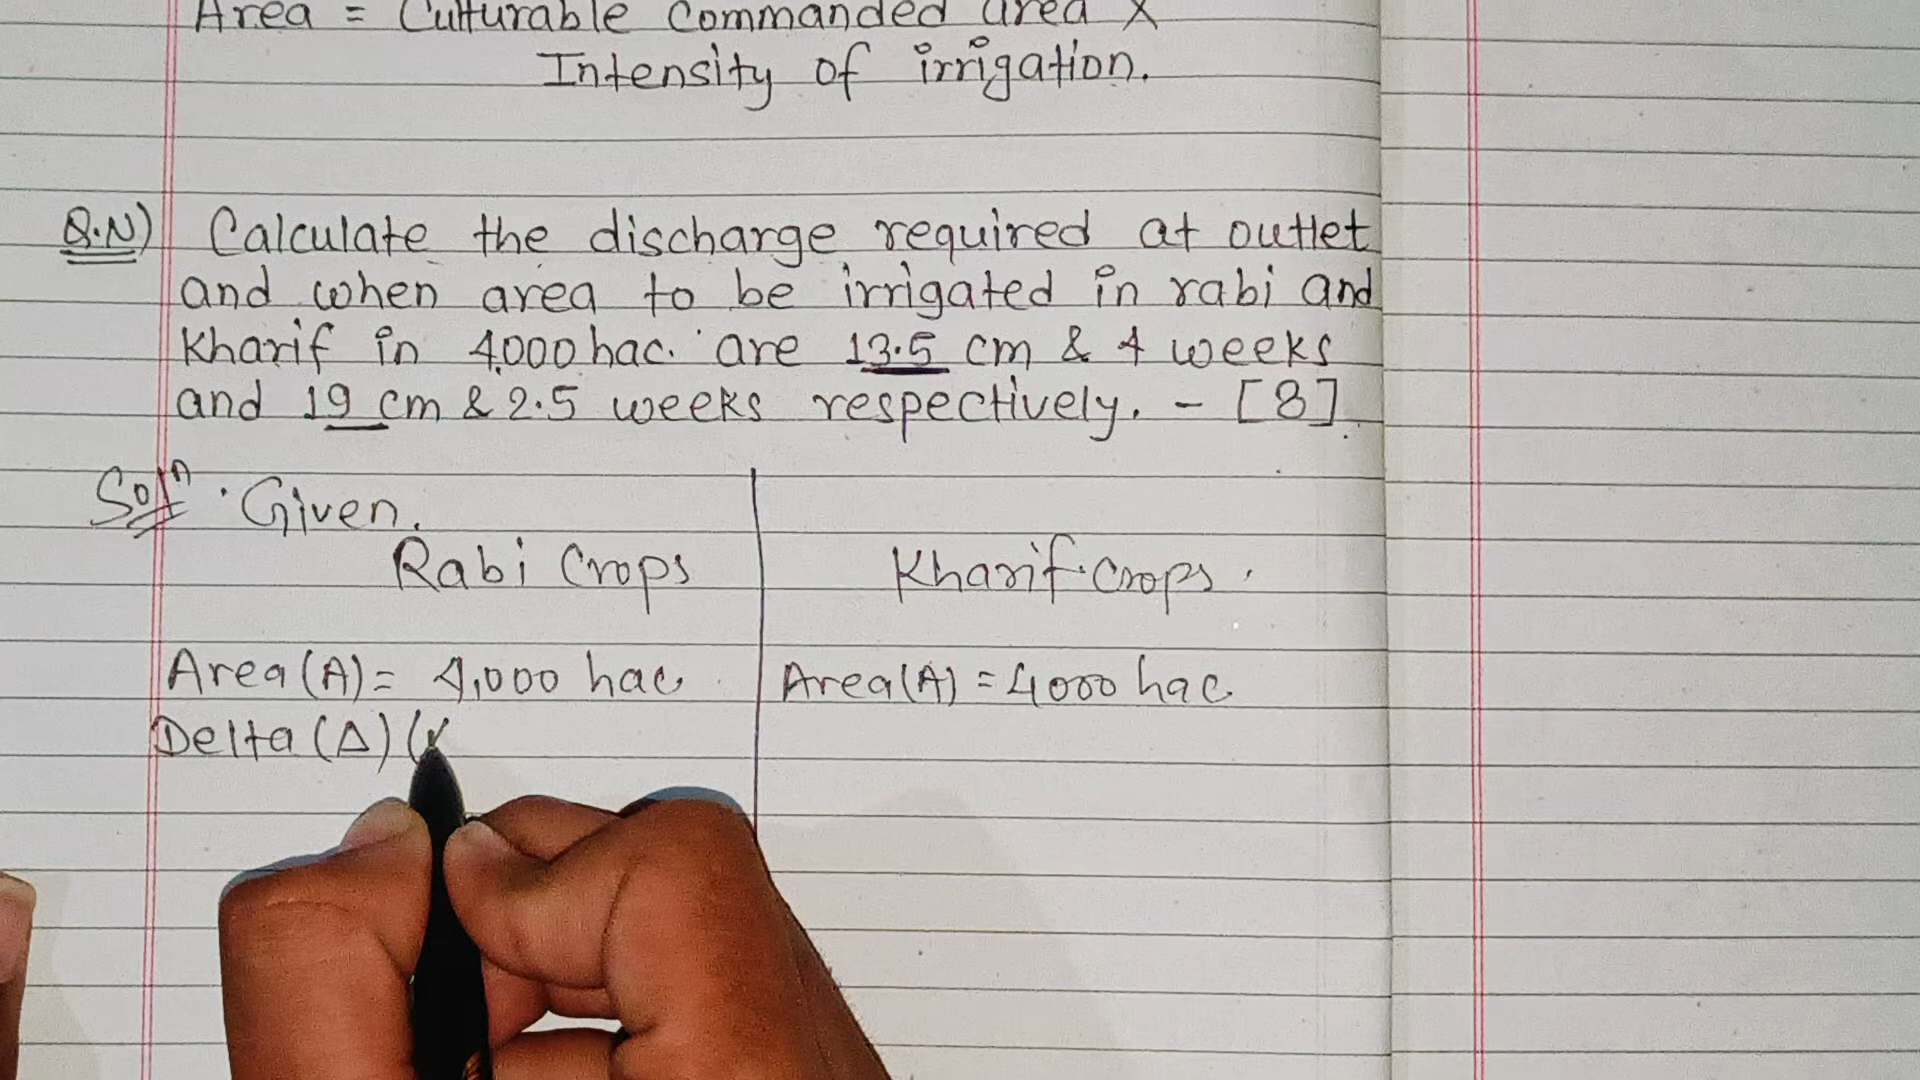 Area = Culturable Commanded area X
Intensity of irrigation.
Q.N) Calculate the discharge required at outlet
and when area to be irrigated in rabi and
Kharif in 4000 hac. are 13.5 cm & 4 weeks
and 19 cm & 2.5 weeks respectively. - [8]
Solⁿ. Given.
Rabi Crops
Kharif Crops.
Area (A) = 4,000 hac
Area (A) = 4000 hac
Delta (Δ) (